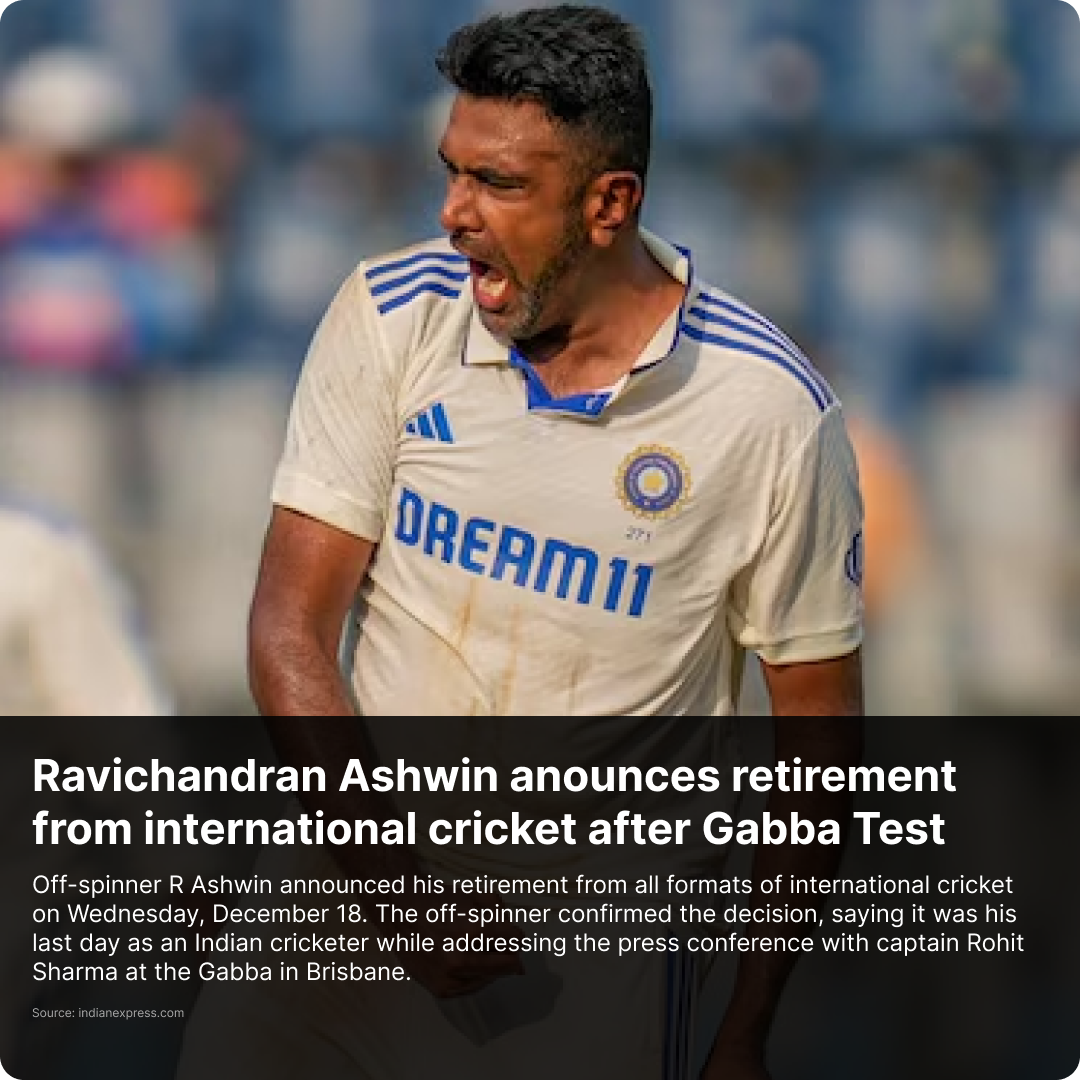 DREAM11
271
Ravichandran Ashwin anounces retirement
from international cricket after Gabba Test
Off-spinner R Ashwin announced his retirement from all formats of international cricket
on Wednesday, December 18. The off-spinner confirmed the decision, saying it was his
last day as an Indian cricketer while addressing the press conference with captain Rohit
Sharma at the Gabba in Brisbane.
Source: indianexpress.com